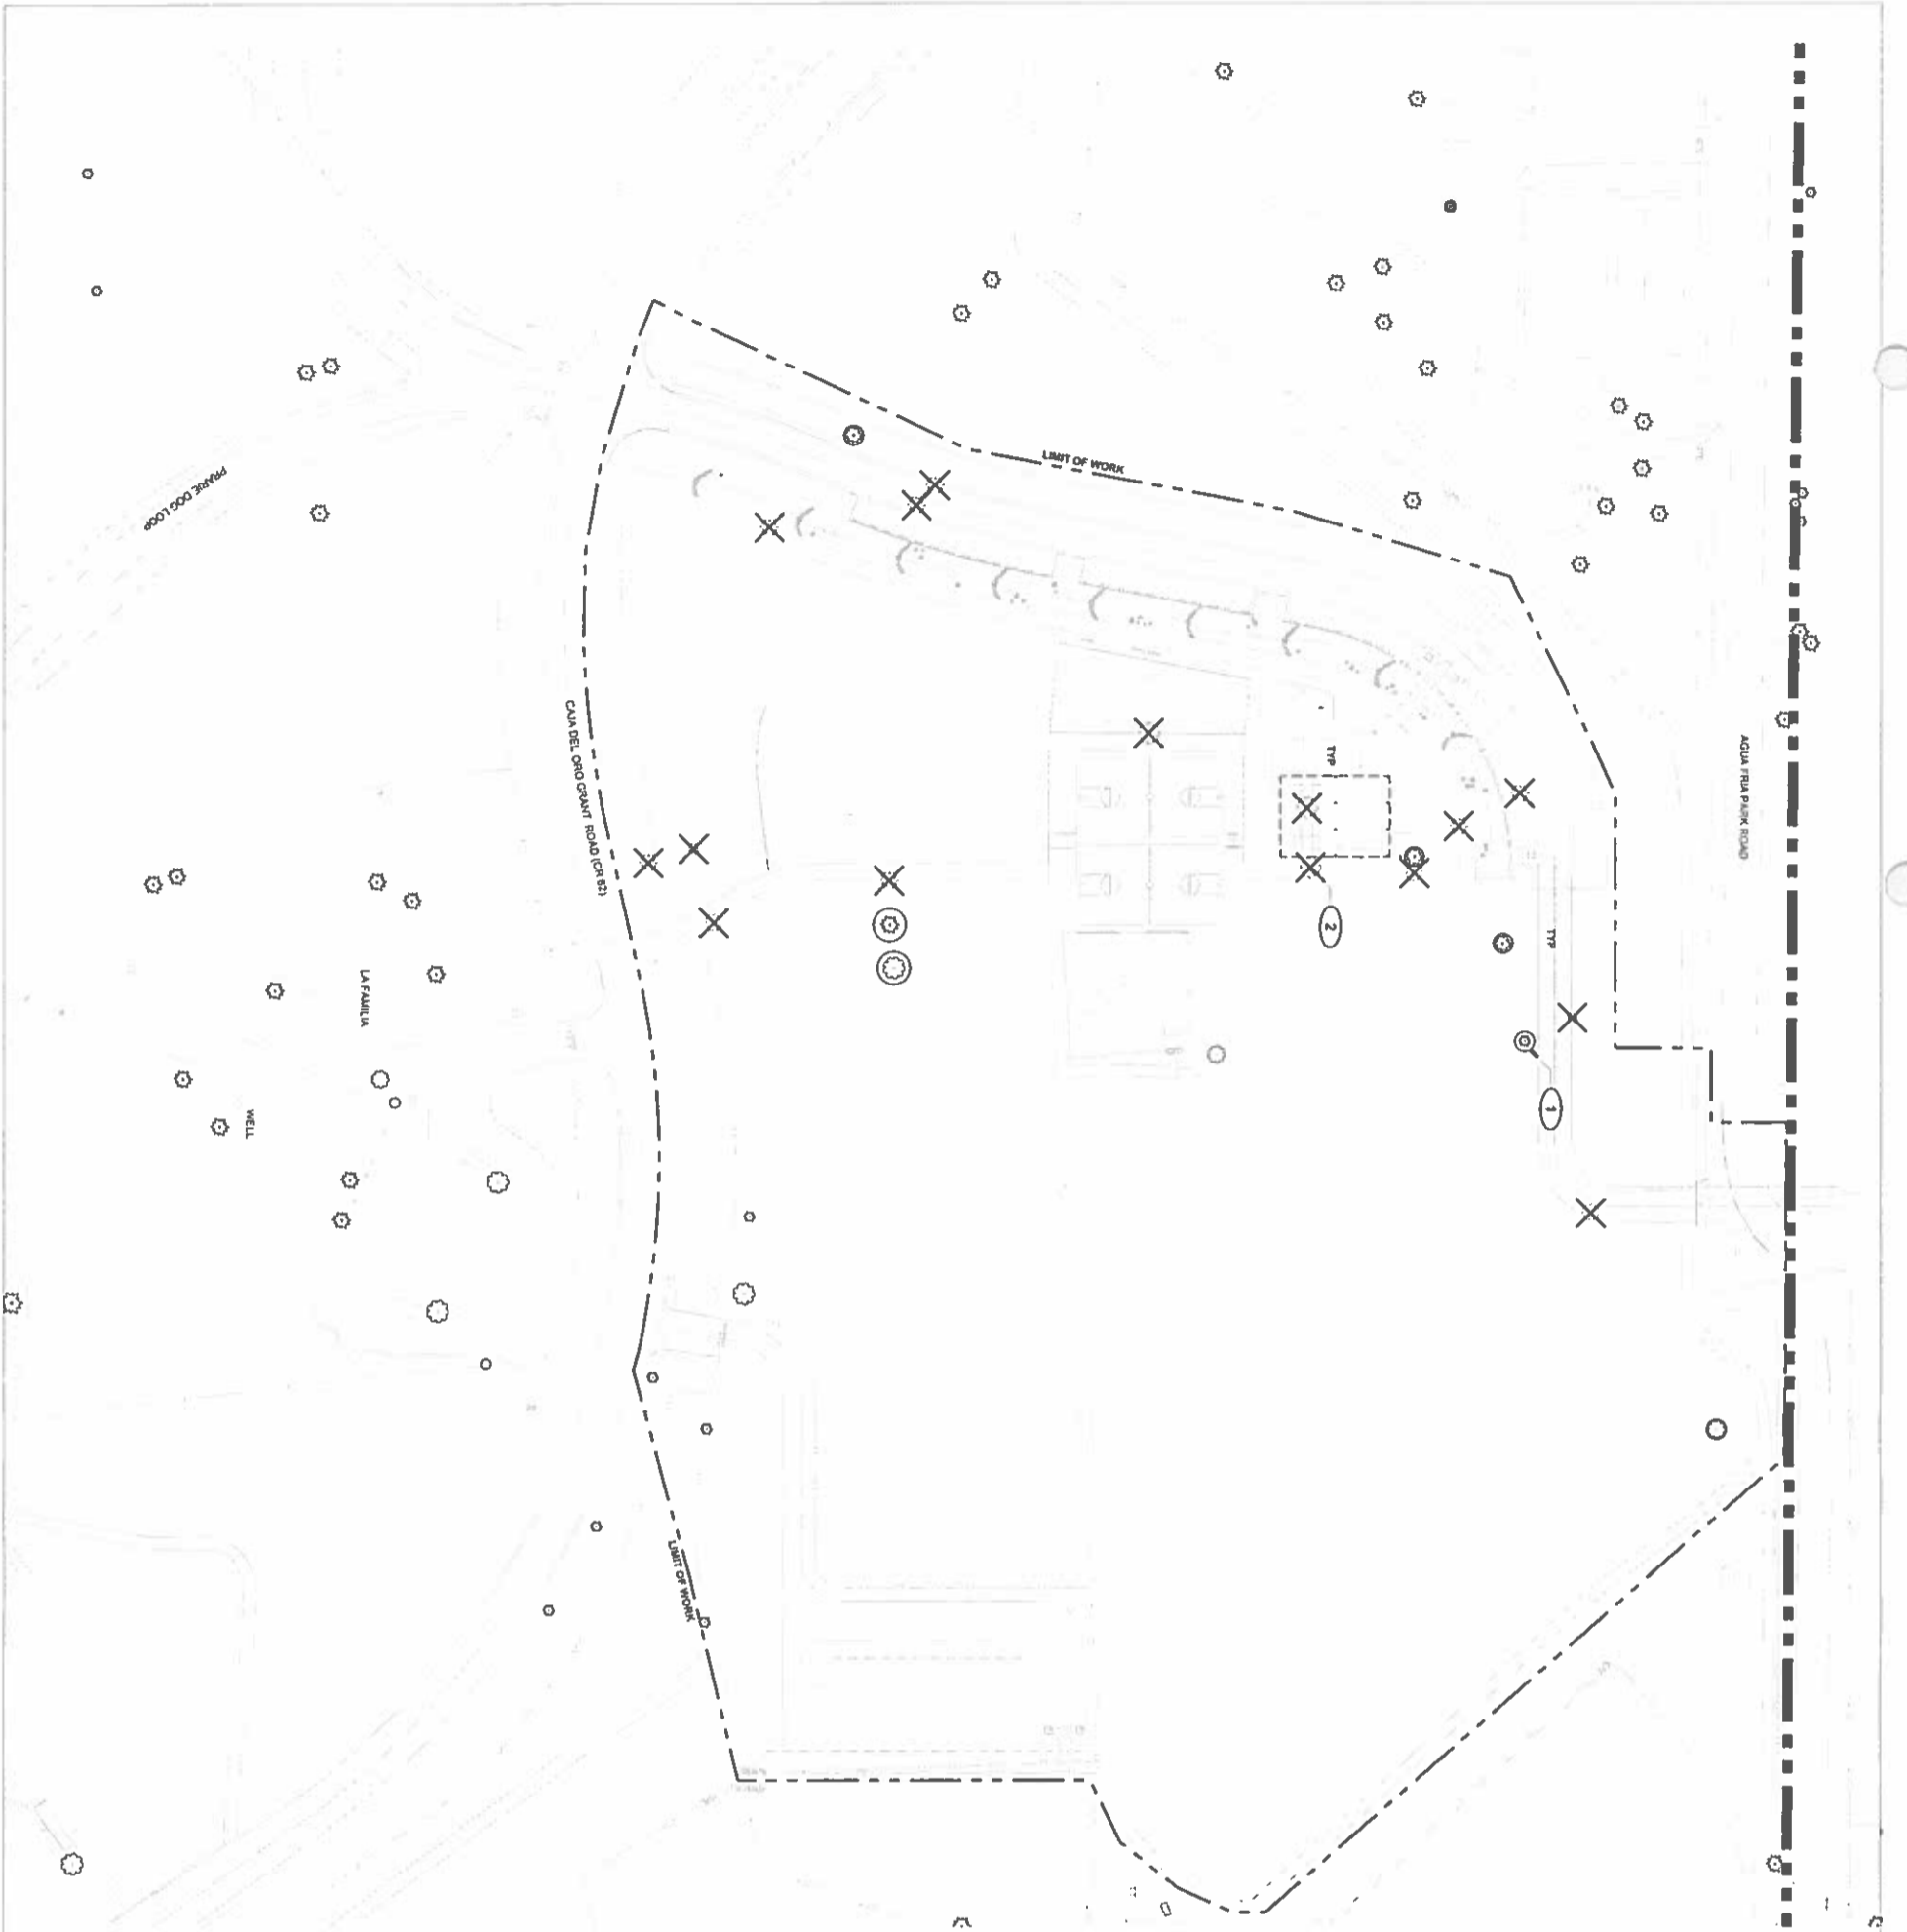 LIMIT OF WORK
PRARIE DOG LOOP
CAJA DEL ORO GRANT ROAD (CR 62)
TYP
AGUA FRIA PARK ROAD
2
TYP
LA FAMILIA
1
WELL
LIMIT OF WORK